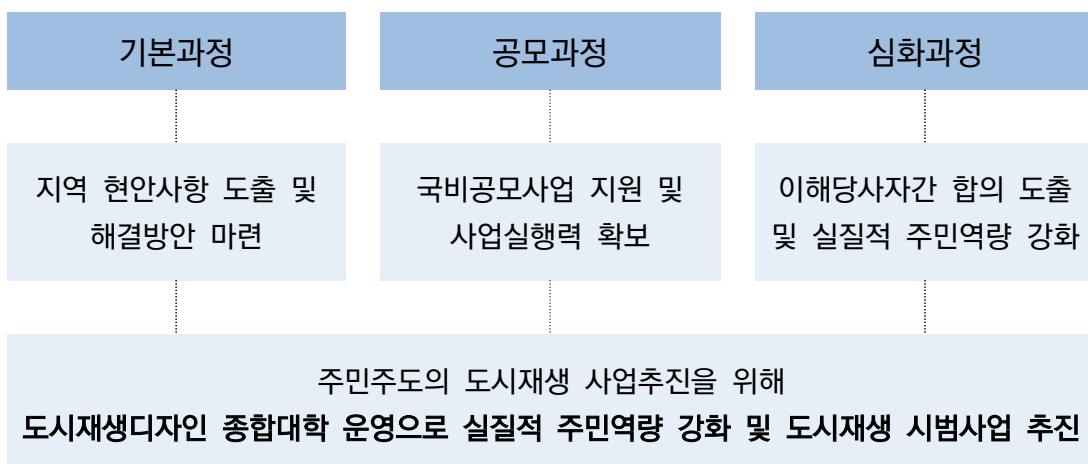 기본과정
공모과정
심화과정
지역 현안사항 도출 및
해결방안 마련
국비공모사업 지원 및
사업실행력 확보
이해당사자간 합의 도출
및 실질적 주민역량 강화
주민주도의 도시재생 사업추진을 위해
도시재생디자인 종합대학 운영으로 실질적 주민역량 강화 및 도시재생 시범사업 추진